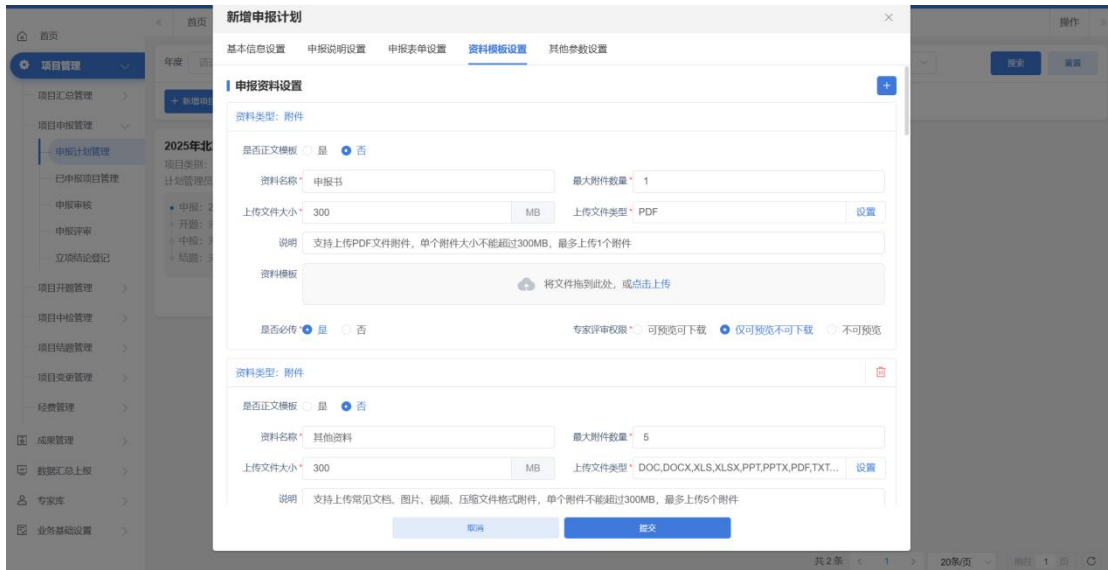 首页
项目管理
项目汇总管理
项目申报管理
申报计划管理
已申报项目管理
申报审核
申报评审
立项结论登记
项目开题管理
项目中检管理
项目结题管理
项目变更管理
经费管理
成果管理
数据汇总上报
专家库
业务基础设置
首页
操作
年度
搜索
重置
+ 新增项目
2025年北
项目类别：
计划管理员
申报：2
开题：
中检：
结题：
新增申报计划
基本信息设置 申报说明设置 申报表单设置 资料模板设置 其他参数设置
申报资料设置
资料类型：附件
是否正文模板 是 否
资料名称* 申报书 最大附件数量* 1
上传文件大小* 300 MB 上传文件类型* PDF 设置
说明 支持上传PDF文件附件，单个附件大小不能超过300MB，最多上传1个附件
资料模板 将文件拖到此处，或点击上传
是否必传* 是 否 专家评审权限* 可预览可下载 仅可预览不可下载 不可预览
资料类型：附件
是否正文模板 是 否
资料名称* 其他资料 最大附件数量* 5
上传文件大小* 300 MB 上传文件类型* DOC,DOCX,XLS,XLSX,PPT,PPTX,PDF,TXT... 设置
说明 支持上传常见文档、图片、视频、压缩文件格式附件，单个附件不能超过300MB，最多上传5个附件
取消 提交
共2条 1 20条/页 前往 1 页